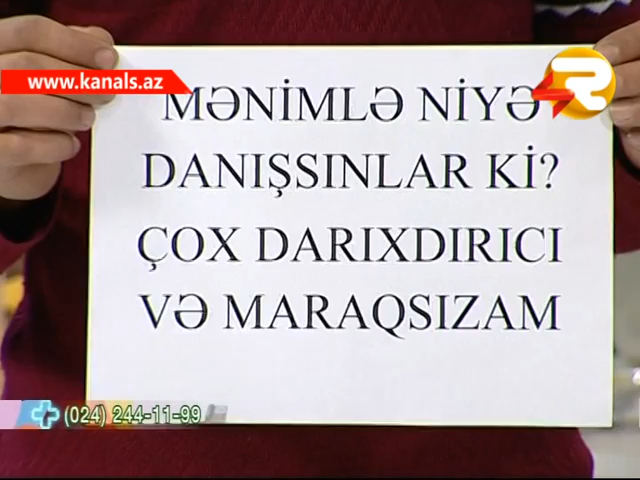 www.kanals.az
MƏNİMLƏ NİYƏ
DANIŞSINLAR Kİ?
ÇOX DARIXDIRICI
VƏ MARAQSIZAM
(024) 244-11-99